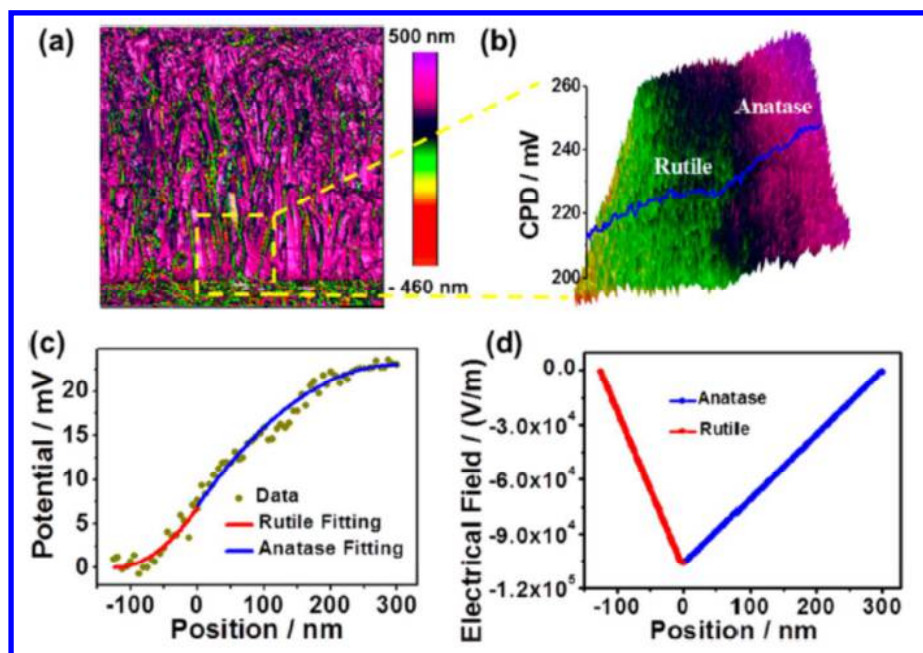 (a)
500 nm
- 460 nm
(b)
260
240
220
200
CPD / mV
Rutile
Anatase
(c)
20
15
10
5
0
Potential / mV
Data
Rutile Fitting
Anatase Fitting
-100 0 100 200 300
Position / nm
(d)
0.0
-3.0x10⁴
-6.0x10⁴
-9.0x10⁴
-1.2x10⁵
Electrical Field / (V/m)
Anatase
Rutile
-100 0 100 200 300
Position / nm